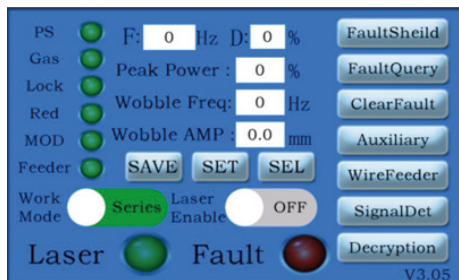 PS
Gas
Lock
Red
MOD
Feeder
F: 0 Hz D: 0 %
Peak Power : 0 %
Wobble Freq: 0 Hz
Wobble AMP : 0.0 mm
SAVE SET SEL
Work Mode Series
Laser Enable OFF
Laser Fault
FaultSheild
FaultQuery
ClearFault
Auxiliary
WireFeeder
SignalDet
Decryption
V3.05